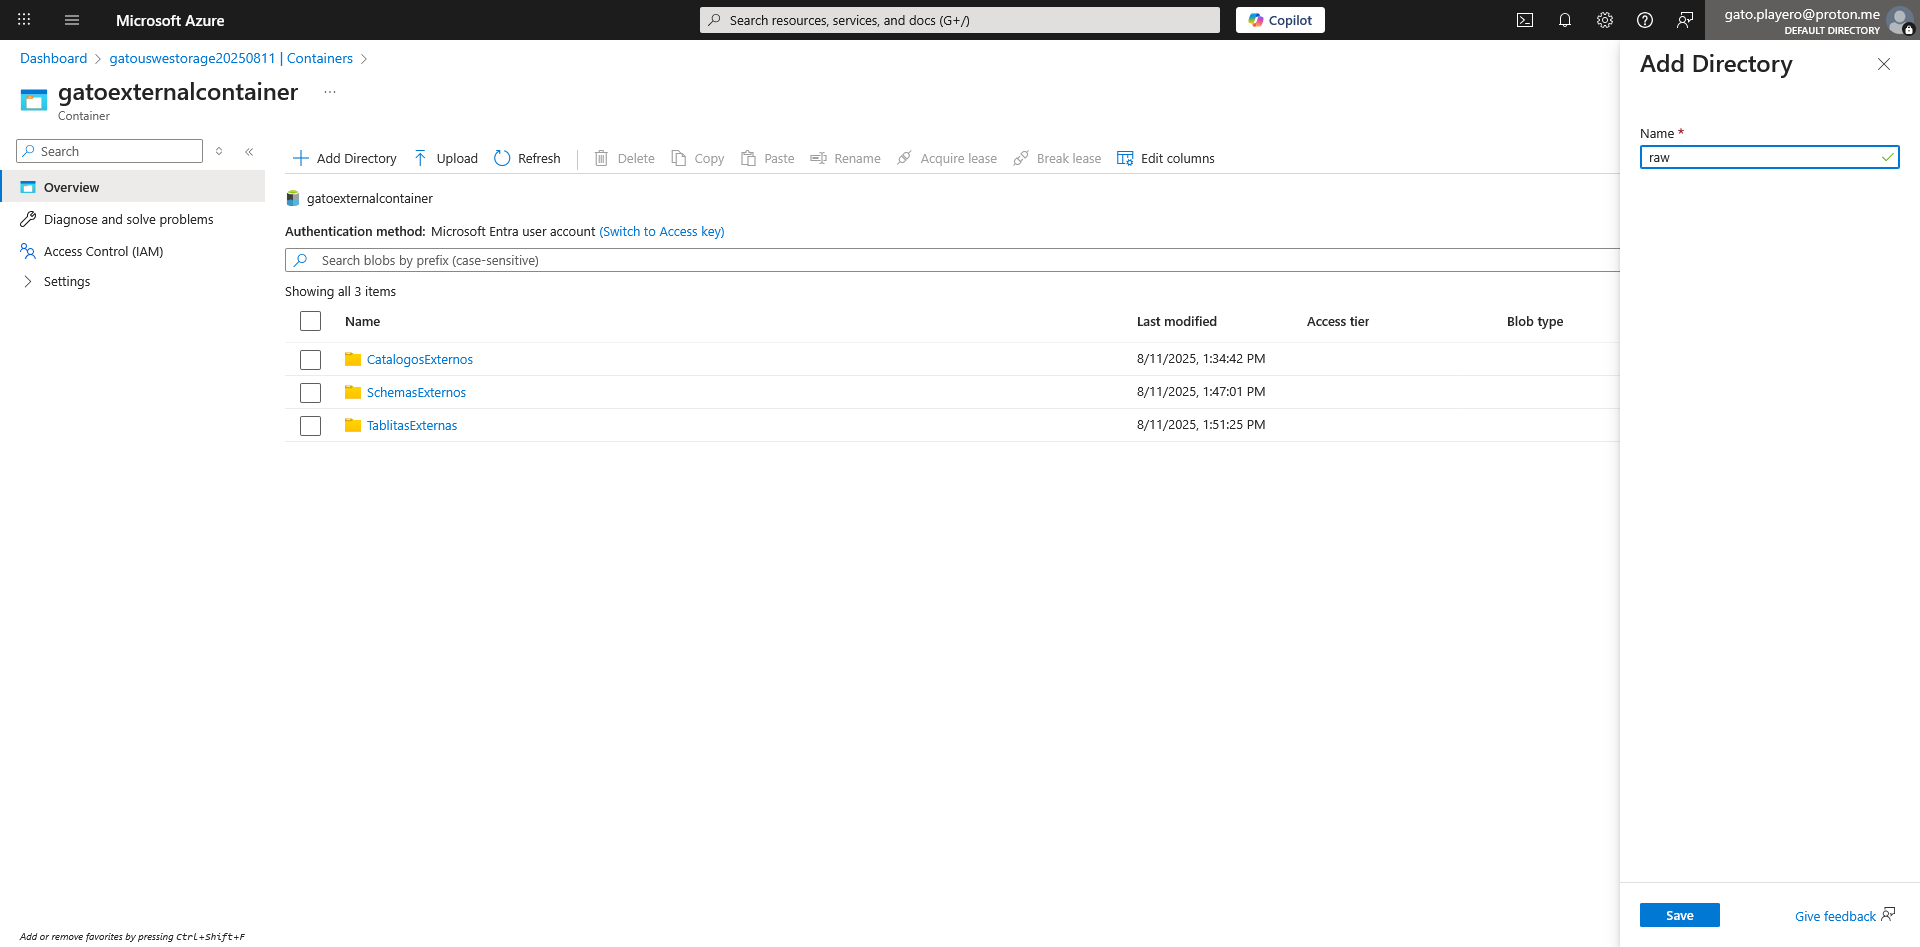 Microsoft Azure
Search resources, services, and docs (G+/)
Copilot
gato.playero@proton.me
DEFAULT DIRECTORY
Dashboard > gatouswestorage20250811 | Containers >
gatoexternalcontainer ...
Container
Search
Overview
Diagnose and solve problems
Access Control (IAM)
Settings
Add or remove favorites by pressing Ctrl+Shift+F
Add Directory Upload Refresh Delete Copy Paste Rename Acquire lease Break lease Edit columns
gatoexternalcontainer
Authentication method: Microsoft Entra user account (Switch to Access key)
Search blobs by prefix (case-sensitive)
Showing all 3 items
Name Last modified Access tier Blob type
CatalogosExternos 8/11/2025, 1:34:42 PM
SchemasExternos 8/11/2025, 1:47:01 PM
TablitasExternas 8/11/2025, 1:51:25 PM
Add Directory
Name *
raw
Save
Give feedback